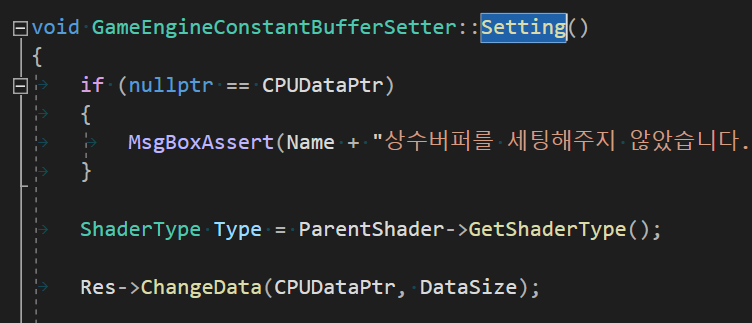 void GameEngineConstantBufferSetter::Setting()
{
if (nullptr == CPUDataPtr)
{
MsgBoxAssert(Name + "상수버퍼를 세팅해주지 않았습니다.
}
ShaderType Type = ParentShader->GetShaderType();
Res->ChangeData(CPUDataPtr, DataSize);